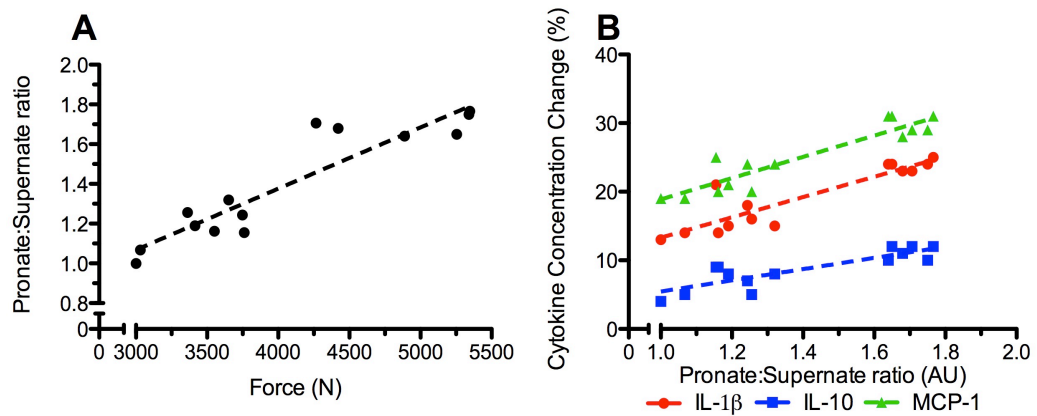 A
Pronate:Supernate ratio
2.0
1.8
1.6
1.4
1.2
1.0
0.8
0
0 3000 3500 4000 4500 5000 5500
Force (N)
B
Cytokine Concentration Change (%)
40
30
20
10
0
0 1.0 1.2 1.4 1.6 1.8 2.0
Pronate:Supernate ratio (AU)
IL-1β IL-10 MCP-1